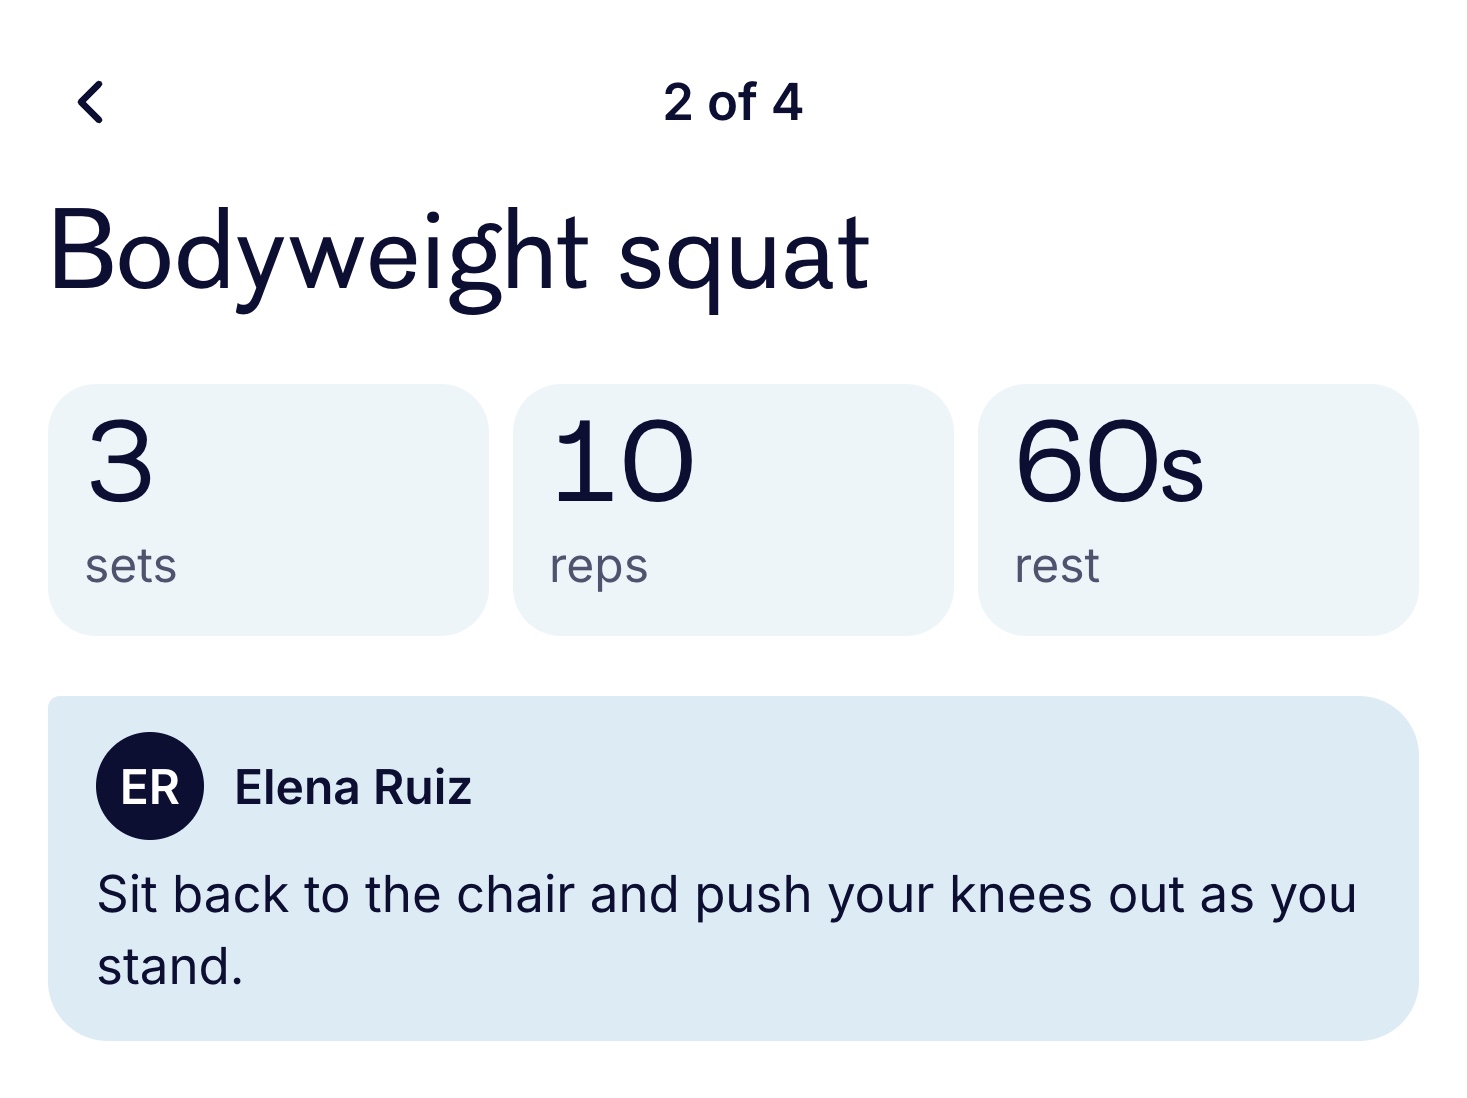 2 of 4
Bodyweight squat
3
sets
10
reps
60s
rest
ER
Elena Ruiz
Sit back to the chair and push your knees out as you
stand.